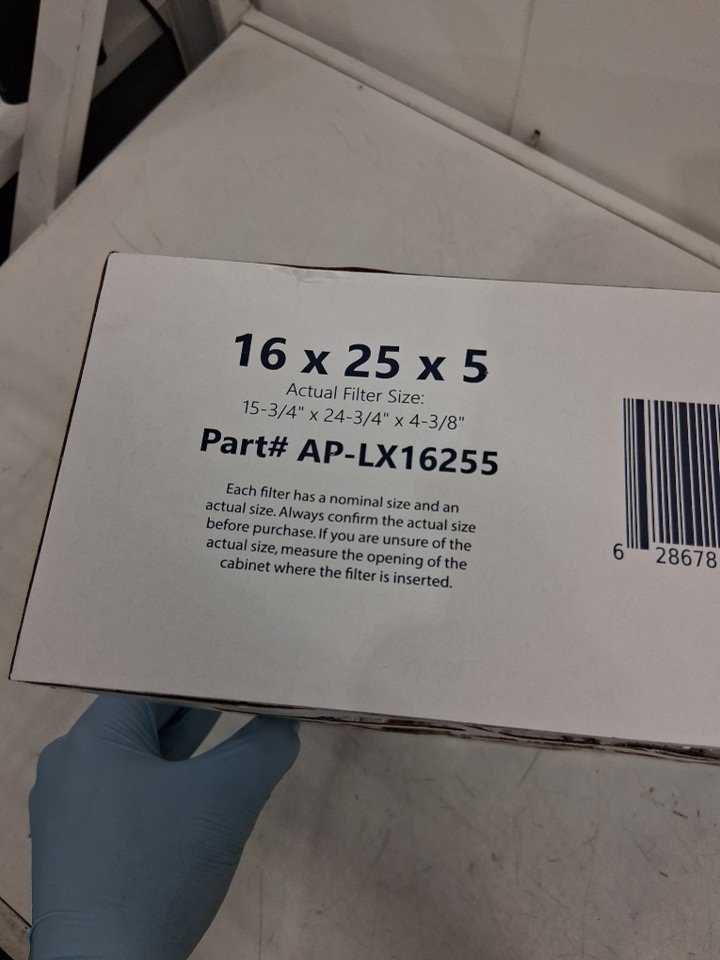 16 x 25 x 5
Actual Filter Size:
15-3/4" x 24-3/4" x 4-3/8"
Part# AP-LX16255
Each filter has a nominal size and an
actual size. Always confirm the actual size
before purchase. If you are unsure of the
actual size, measure the opening of the
cabinet where the filter is inserted.
6 28678